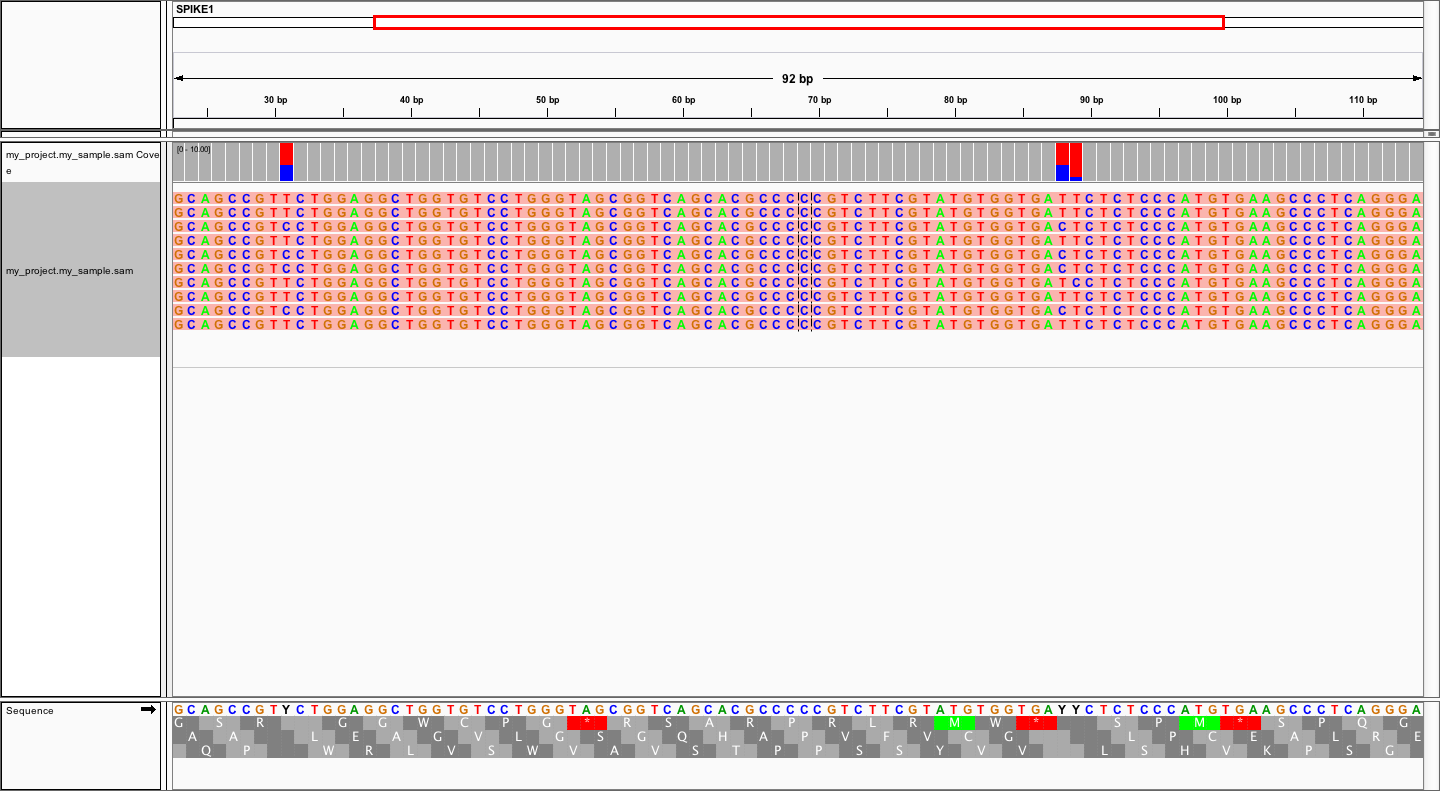 SPIKE1
92 bp
30 bp 40 bp 50 bp 60 bp 70 bp 80 bp 90 bp 100 bp 110 bp
my_project.my_sample.sam Cove
e
[0 - 10.00]
my_project.my_sample.sam
GCAGCCGTTCTGGAGGCTGGTGTCCTGGGTAGCGGTCAGCACGCCCCCGTCTTCGTATGTGGTGATTCTCTCCCATGTGAAGCCCTCAGGGA
GCAGCCGTTCTGGAGGCTGGTGTCCTGGGTAGCGGTCAGCACGCCCCCGTCTTCGTATGTGGTGATTCTCTCCCATGTGAAGCCCTCAGGGA
GCAGCCGTCCTGGAGGCTGGTGTCCTGGGTAGCGGTCAGCACGCCCCCGTCTTCGTATGTGGTGACTCTCTCCCATGTGAAGCCCTCAGGGA
GCAGCCGTTCTGGAGGCTGGTGTCCTGGGTAGCGGTCAGCACGCCCCCGTCTTCGTATGTGGTGATTCTCTCCCATGTGAAGCCCTCAGGGA
GCAGCCGTCCTGGAGGCTGGTGTCCTGGGTAGCGGTCAGCACGCCCCCGTCTTCGTATGTGGTGACTCTCTCCCATGTGAAGCCCTCAGGGA
GCAGCCGTCCTGGAGGCTGGTGTCCTGGGTAGCGGTCAGCACGCCCCCGTCTTCGTATGTGGTGACTCTCTCCCATGTGAAGCCCTCAGGGA
GCAGCCGTTCTGGAGGCTGGTGTCCTGGGTAGCGGTCAGCACGCCCCCGTCTTCGTATGTGGTGATCCTCTCCCATGTGAAGCCCTCAGGGA
GCAGCCGTTCTGGAGGCTGGTGTCCTGGGTAGCGGTCAGCACGCCCCCGTCTTCGTATGTGGTGATTCTCTCCCATGTGAAGCCCTCAGGGA
GCAGCCGTCCTGGAGGCTGGTGTCCTGGGTAGCGGTCAGCACGCCCCCGTCTTCGTATGTGGTGACTCTCTCCCATGTGAAGCCCTCAGGGA
GCAGCCGTTCTGGAGGCTGGTGTCCTGGGTAGCGGTCAGCACGCCCCCGTCTTCGTATGTGGTGATTCTCTCCCATGTGAAGCCCTCAGGGA
Sequence
GCAGCCGTYCTGGAGGCTGGTGTCCTGGGTAGCGGTCAGCACGCCCCCGTCTTCGTATGTGGTGAYYCTCTCCCATGTGAAGCCCTCAGGGA
G S R G G W C P G * R S A R P R L R M W * S P M * S P Q G
A A L E A G V L G S G Q H A P V F V C G L P C E A L R E
Q P W R L V S W V A V S T P P S S Y V V L S H V K P S G